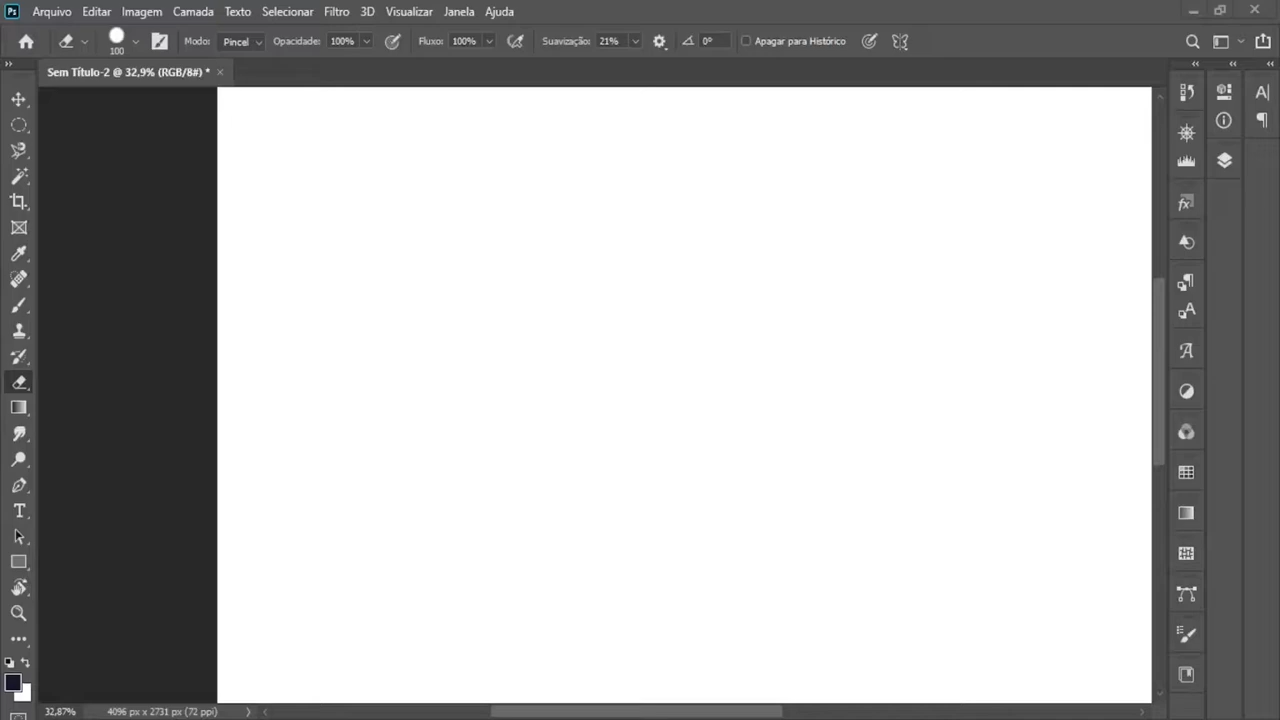 Ps Arquivo Editar Imagem Camada Texto Selecionar Filtro 3D Visualizar Janela Ajuda
100 Modo: Pincel Opacidade: 100% Fluxo: 100% Suavização: 21% 0° Apagar para Histórico
Sem Título-2 @ 32,9% (RGB/8#) * ×
32,87% 4096 px x 2731 px (72 ppi)